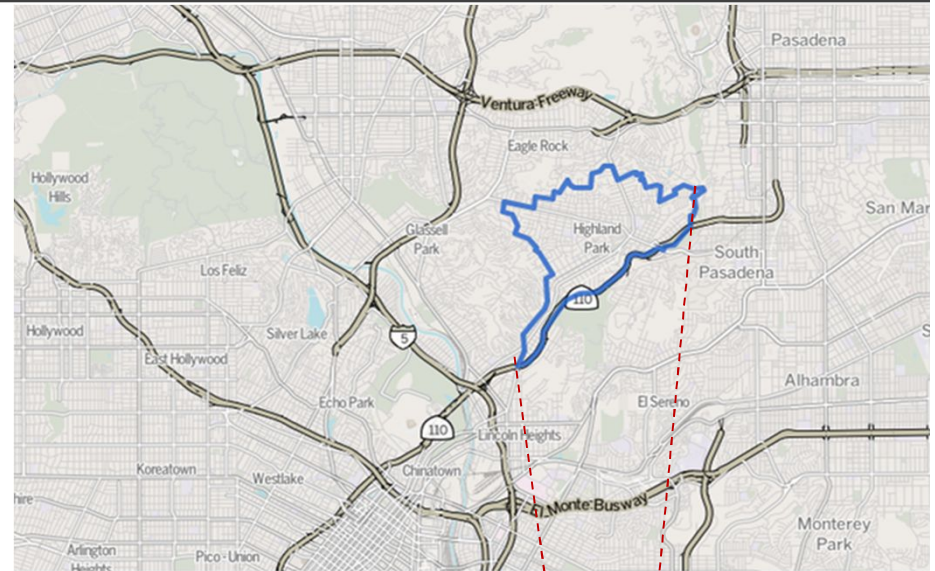 Pasadena
Ventura Freeway
Eagle Rock
Hollywood
Hills
San Mar
Glassell
Park
Highland
Park
South
Pasadena
Los Feliz
110
Hollywood
Silver Lake
5
East Hollywood
Alhambra
Echo Park
El Sereno
110
Lincoln Heights
Koreatown
Chinatown
Westlake
hire
Monte Busway
Monterey
Park
Arlington
Heights
Pico - Union
S